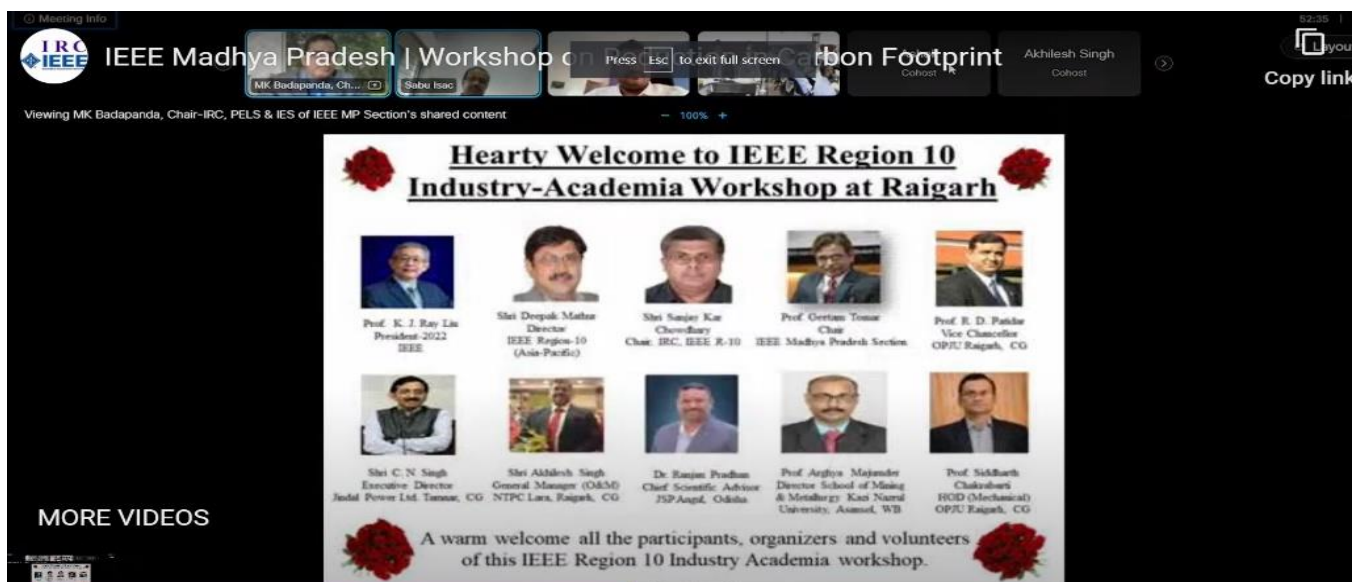 Meeting Info
52:35
IRC
IEEE
IEEE Madhya Pradesh | Workshop on Reduction in Carbon Footprint
Press Esc to exit full screen
MK Badapanda, Ch...
Sabu Isac
Cohost
Akhilesh Singh
Cohost
Layou
Copy link
Viewing MK Badapanda, Chair-IRC, PELS & IES of IEEE MP Section's shared content
- 100% +
Hearty Welcome to IEEE Region 10
Industry-Academia Workshop at Raigarh
Prof. K. J. Ray Liu
President-2022
IEEE
Shri Deepak Mathur
Director
IEEE Region-10
(Asia-Pacific)
Shri Sanjay Kar
Chowdhary
Chair, IRC, IEEE R-10
Prof. Geetam Tomar
Chair
IEEE Madhya Pradesh Section
Prof. R. D. Patidar
Vice Chancellor
OPJU Raigarh, CG
Shri C. N. Singh
Executive Director
Jindal Power Ltd. Tamnar, CG
Shri Akhilesh Singh
General Manager (O&M)
NTPC Lara, Raigarh, CG
Dr. Ranjan Pradhan
Chief Scientific Advisor
JSP Angul, Odisha
Prof Arghya Majumder
Director School of Mining
& Metallurgy Kazi Nazrul
University, Asansol, WB
Prof. Siddharth
Chakrabarti
HOD (Mechanical)
OPJU Raigarh, CG
A warm welcome all the participants, organizers and volunteers
of this IEEE Region 10 Industry Academia workshop.
MORE VIDEOS